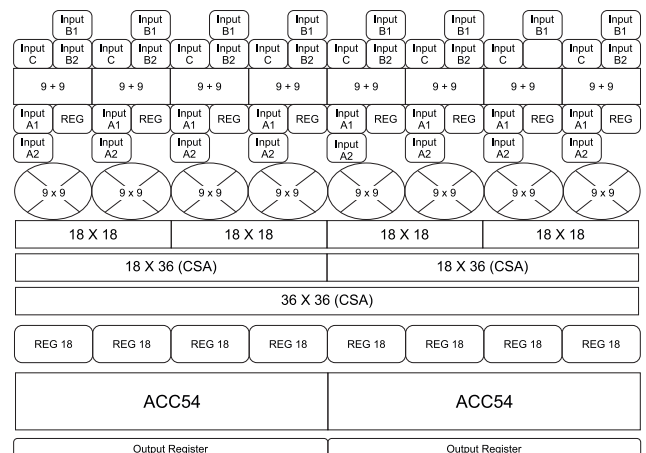 Input Input Input Input Input Input Input Input
B1 B1 B1 B1 B1 B1 B1 B1
Input Input Input Input Input Input Input Input Input Input Input Input Input Input Input
C B2 C B2 C B2 C B2 C B2 C B2 C C B2
9 + 9 9 + 9 9 + 9 9 + 9 9 + 9 9 + 9 9 + 9 9 + 9
Input REG Input REG Input REG Input REG Input REG Input REG Input REG Input REG
A1 A1 A1 A1 A1 A1 A1 A1
Input Input Input Input Input Input Input Input
A2 A2 A2 A2 A2 A2 A2 A2
9 x 9 9 x 9 9 x 9 9 x 9 9 x 9 9 x 9 9 x 9 9 x 9
18 X 18 18 X 18 18 X 18 18 X 18
18 X 36 (CSA) 18 X 36 (CSA)
36 X 36 (CSA)
REG 18 REG 18 REG 18 REG 18 REG 18 REG 18 REG 18 REG 18
ACC54 ACC54
Output Register Output Register